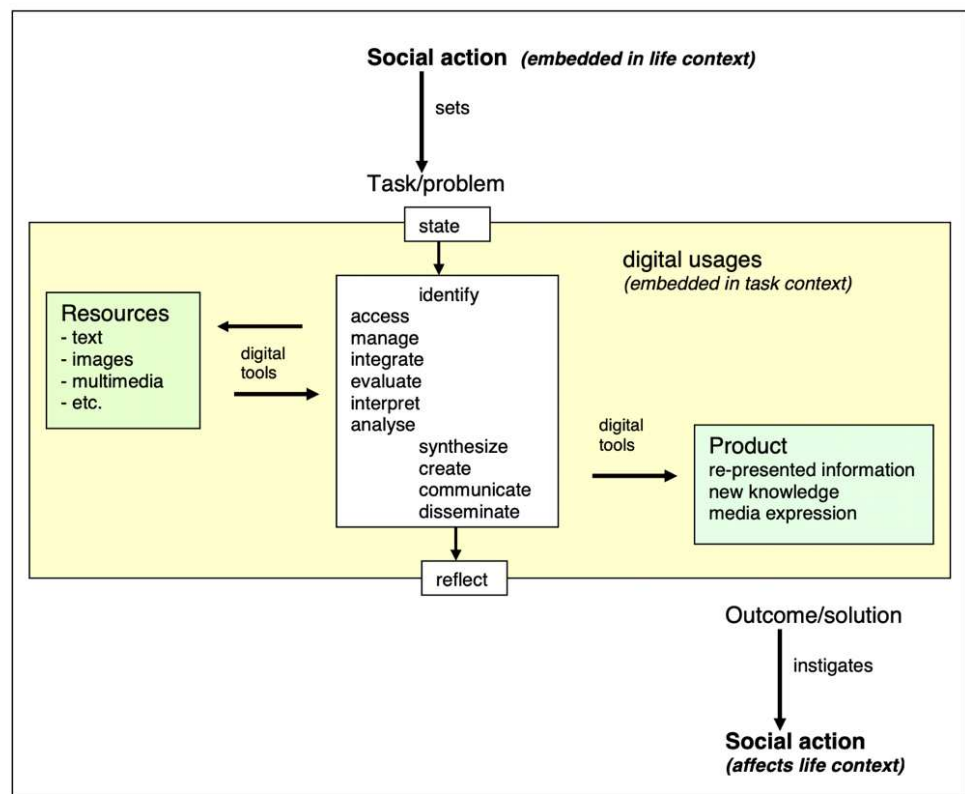 Social action (embedded in life context)
sets
Task/problem
state
digital usages
(embedded in task context)
identify
access
manage
integrate
evaluate
interpret
analyse
synthesize
create
communicate
disseminate
Resources
- text
- images
- multimedia
- etc.
digital
tools
digital
tools
Product
re-presented information
new knowledge
media expression
reflect
Outcome/solution
instigates
Social action
(affects life context)